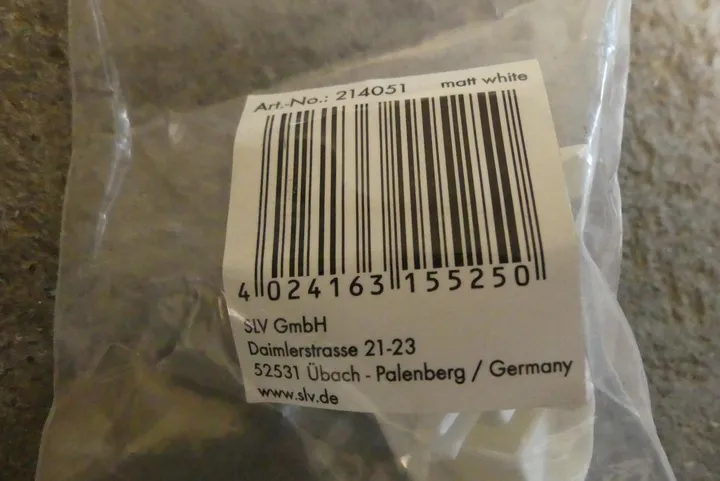 Art.-No.: 214051 matt white
4 024163 155250
SLV GmbH
Daimlerstrasse 21-23
52531 Übach - Palenberg / Germany
www.slv.de